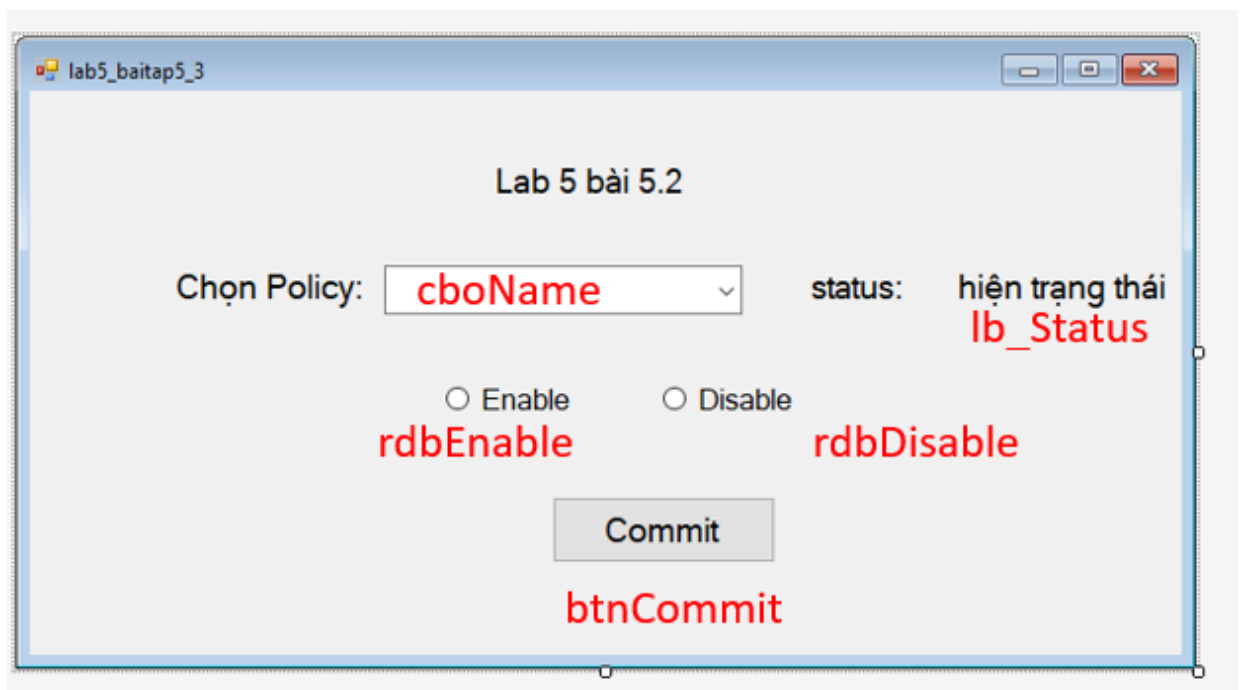 lab5_baitap5_3
Lab 5 bài 5.2
Chọn Policy: cboName status: hiện trạng thái
lb_Status
Enable Disable
rdbEnable rdbDisable
Commit
btnCommit